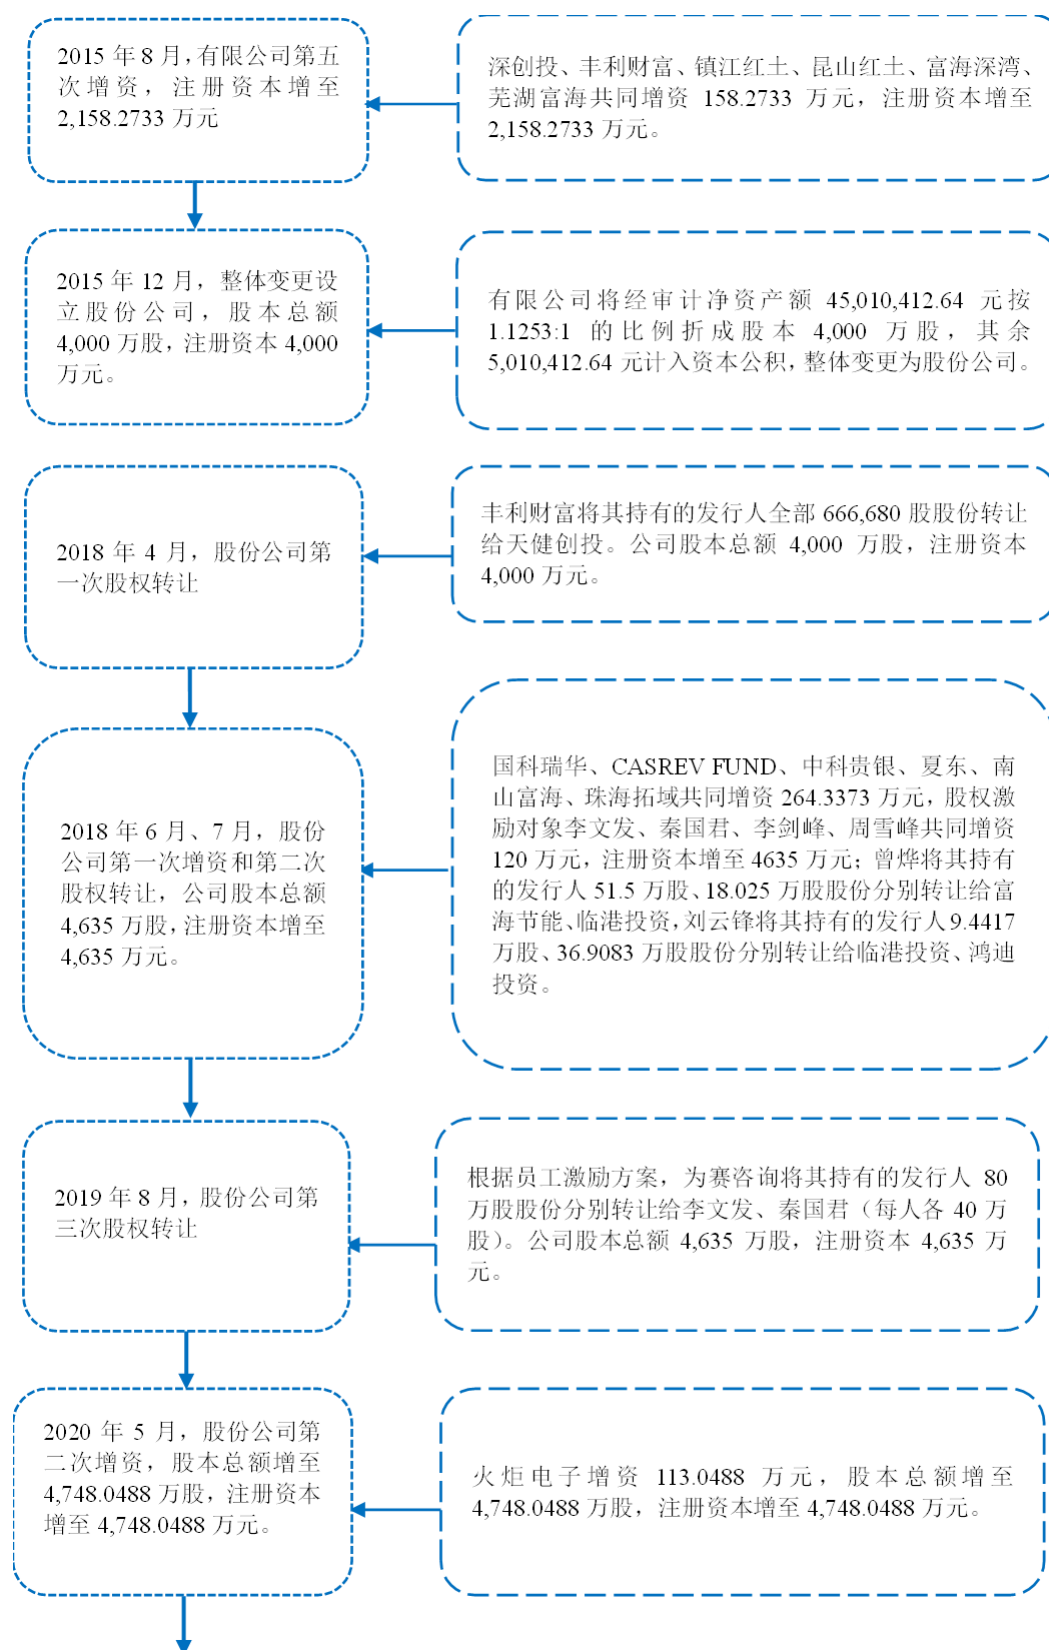 2015 年 8 月，有限公司第五
次增资，注册资本增至
2,158.2733 万元
深创投、丰利财富、镇江红土、昆山红土、富海深湾、
芜湖富海共同增资 158.2733 万元，注册资本增至
2,158.2733 万元。
2015 年 12 月，整体变更设
立股份公司，股本总额
4,000 万股，注册资本 4,000
万元。
有限公司将经审计净资产额 45,010,412.64 元按
1.1253:1 的比例折成股本 4,000 万股，其余
5,010,412.64 元计入资本公积，整体变更为股份公司。
2018 年 4 月，股份公司第
一次股权转让
丰利财富将其持有的发行人全部 666,680 股股份转让
给天健创投。公司股本总额 4,000 万股，注册资本
4,000 万元。
2018 年 6 月、7 月，股份
公司第一次增资和第二次
股权转让，公司股本总额
4,635 万股，注册资本增至
4,635 万元。
国科瑞华、CASREV FUND、中科贵银、夏东、南
山富海、珠海拓域共同增资 264.3373 万元，股权激
励对象李文发、秦国君、李剑峰、周雪峰共同增资
120 万元，注册资本增至 4635 万元；曾烨将其持有
的发行人 51.5 万股、18.025 万股股份分别转让给富
海节能、临港投资，刘云锋将其持有的发行人 9.4417
万股、36.9083 万股股份分别转让给临港投资、鸿迪
投资。
2019 年 8 月，股份公司第
三次股权转让
根据员工激励方案，为赛咨询将其持有的发行人 80
万股股份分别转让给李文发、秦国君（每人各 40 万
股）。公司股本总额 4,635 万股，注册资本 4,635 万
元。
2020 年 5 月，股份公司第
二次增资，股本总额增至
4,748.0488 万股，注册资本
增至 4,748.0488 万元。
火炬电子增资 113.0488 万元，股本总额增至
4,748.0488 万股，注册资本增至 4,748.0488 万元。